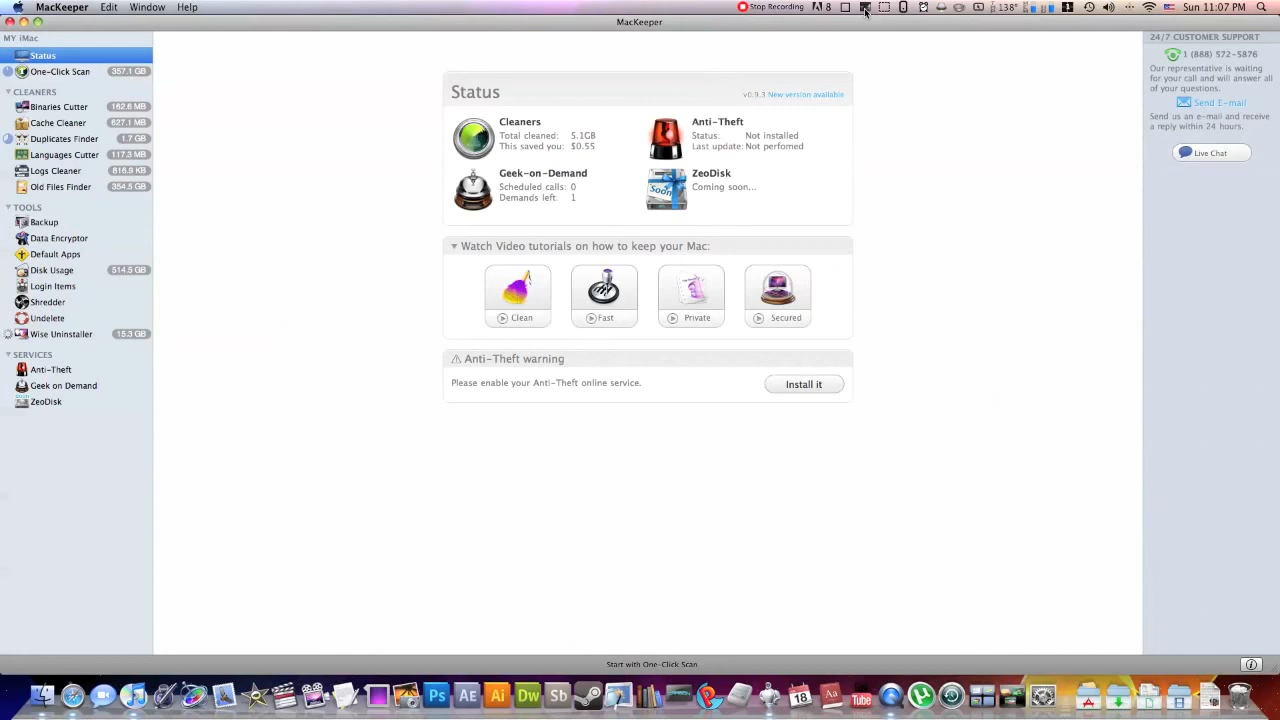 MacKeeper Edit Window Help
Stop Recording
8
138°
Sun 11:07 PM
MacKeeper
MY iMac
Status
One-Click Scan 357.1 GB
CLEANERS
Binaries Cutter 162.6 MB
Cache Cleaner 627.1 MB
Duplicates 1.7 GB
Languages Cutter 117.3 MB
Logs Cleaner 816.9 KB
Old Files Finder 354.5 GB
TOOLS
Backup
Data Encryptor
Default Apps
Disk Usage 514.5 GB
Login Items
Shredder
Undelete
Wise Uninstaller 15.3 GB
SERVICES
Anti-Theft
Geek on Demand
ZeoDisk
Status
v0.9.3 New version available
Cleaners
Total cleaned: 5.1GB
This saved you: $0.55
Anti-Theft
Status: Not installed
Last update: Not perfomed
Geek-on-Demand
Scheduled calls: 0
Demands left: 1
Soon
ZeoDisk
Coming soon...
Watch Video tutorials on how to keep your Mac:
Clean
Fast
Private
Secured
Anti-Theft warning
Please enable your Anti-Theft online service.
Install it
24/7 CUSTOMER SUPPORT
1 (888) 572-5876
Our representative is waiting
for your call and will answer all
of your questions.
Send E-mail
Send us an e-mail and receive
a reply within 24 hours.
Live Chat
Start with One-Click Scan
Ps AE Ai Dw Sb
18
Aa
You Tube